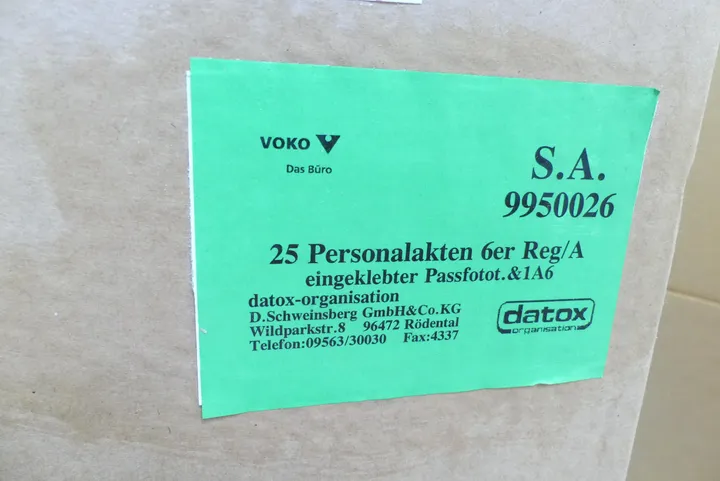 VOKO
Das Büro
S.A.
9950026
25 Personalakten 6er Reg/A
eingeklebter Passfotot.&1A6
datox-organisation
D.Schweinsberg GmbH&Co.KG
Wildparkstr.8 96472 Rödental
Telefon:09563/30030 Fax:4337
datox
organisation